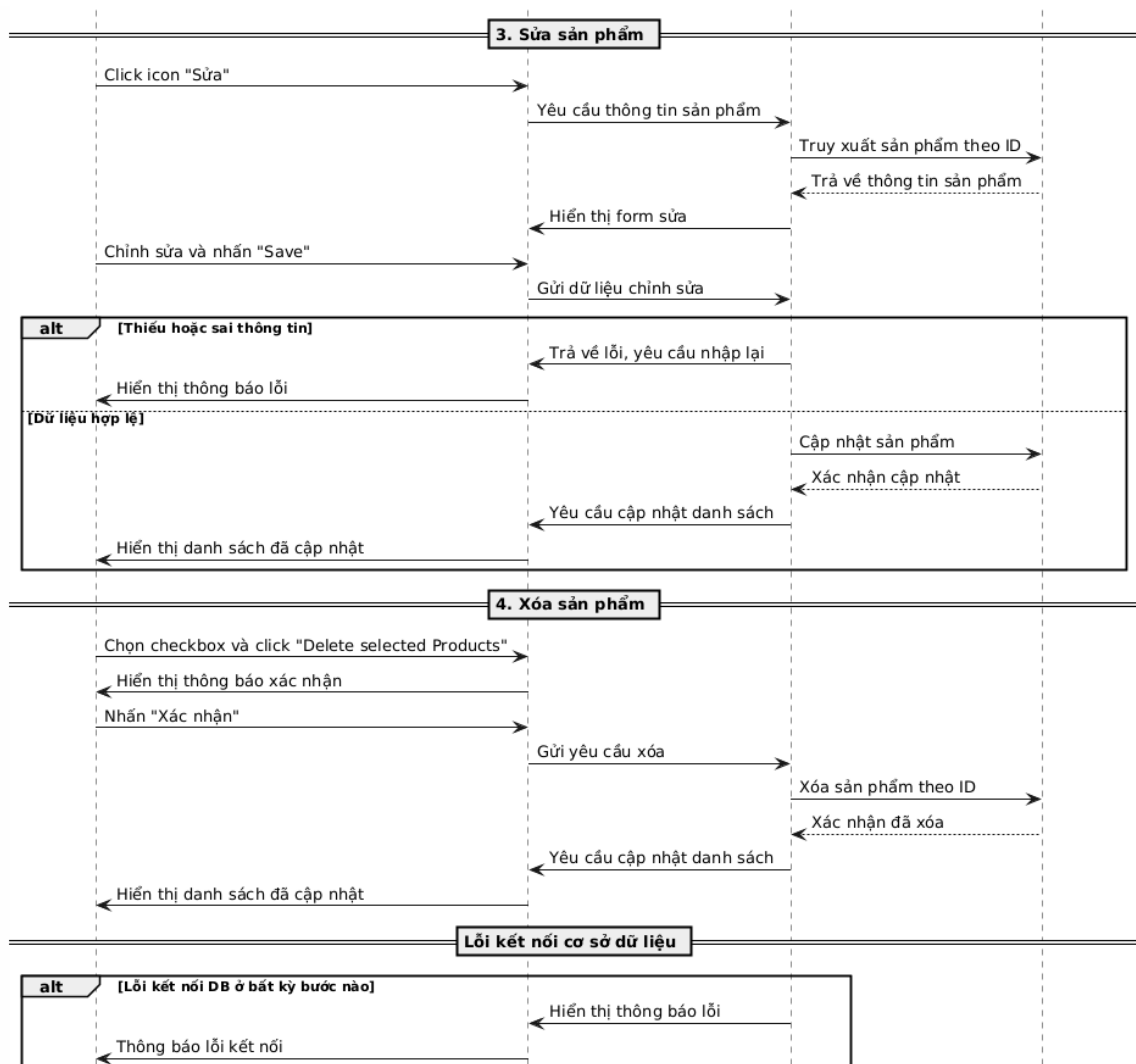 3. Sửa sản phẩm
Click icon "Sửa"
Yêu cầu thông tin sản phẩm
Truy xuất sản phẩm theo ID
Trả về thông tin sản phẩm
Hiển thị form sửa
Chỉnh sửa và nhấn "Save"
Gửi dữ liệu chỉnh sửa
alt [Thiếu hoặc sai thông tin]
Trả về lỗi, yêu cầu nhập lại
Hiển thị thông báo lỗi
[Dữ liệu hợp lệ]
Cập nhật sản phẩm
Xác nhận cập nhật
Yêu cầu cập nhật danh sách
Hiển thị danh sách đã cập nhật
4. Xóa sản phẩm
Chọn checkbox và click "Delete selected Products"
Hiển thị thông báo xác nhận
Nhấn "Xác nhận"
Gửi yêu cầu xóa
Xóa sản phẩm theo ID
Xác nhận đã xóa
Yêu cầu cập nhật danh sách
Hiển thị danh sách đã cập nhật
Lỗi kết nối cơ sở dữ liệu
alt [Lỗi kết nối DB ở bất kỳ bước nào]
Hiển thị thông báo lỗi
Thông báo lỗi kết nối